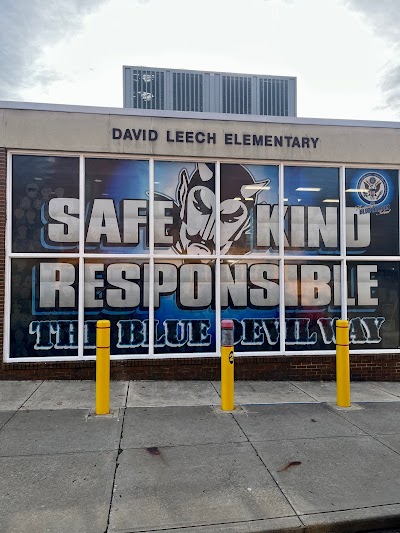 DAVID LEECH ELEMENTARY
SAFE KIND
RESPONSIBLE
THE BLUE DEVIL WAY